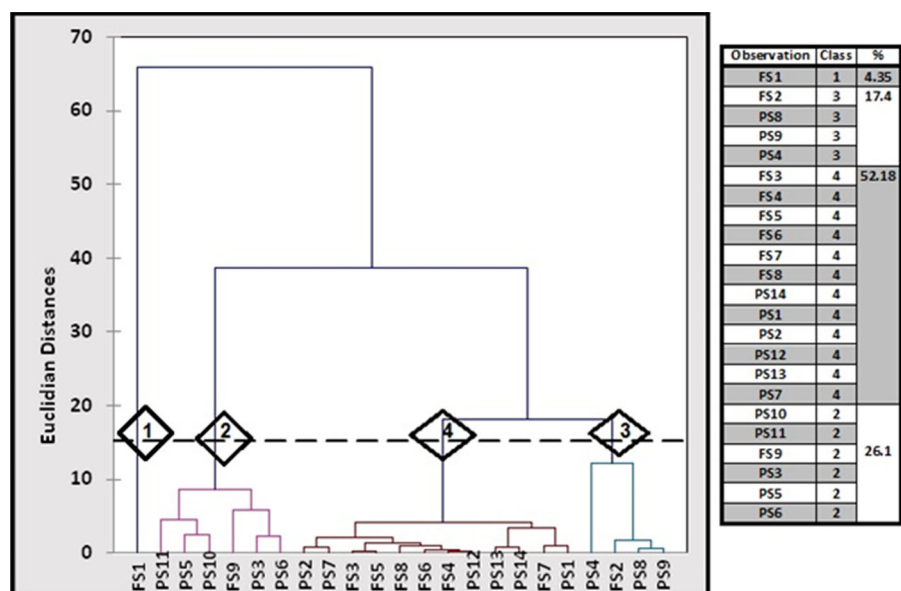 70
60
50
40
30
20
10
0
Euclidian Distances
1
2
4
3
FS1
PS11
PS5
PS10
FS9
PS3
PS6
PS2
PS7
FS3
FS5
FS8
FS6
FS4
PS12
PS13
PS14
FS7
PS1
PS4
FS2
PS8
PS9
Observation Class %
FS1 1 4.35
FS2 3 17.4
PS8 3
PS9 3
PS4 3
FS3 4 52.18
FS4 4
FS5 4
FS6 4
FS7 4
FS8 4
PS14 4
PS1 4
PS2 4
PS12 4
PS13 4
PS7 4
PS10 2
PS11 2
FS9 2 26.1
PS3 2
PS5 2
PS6 2